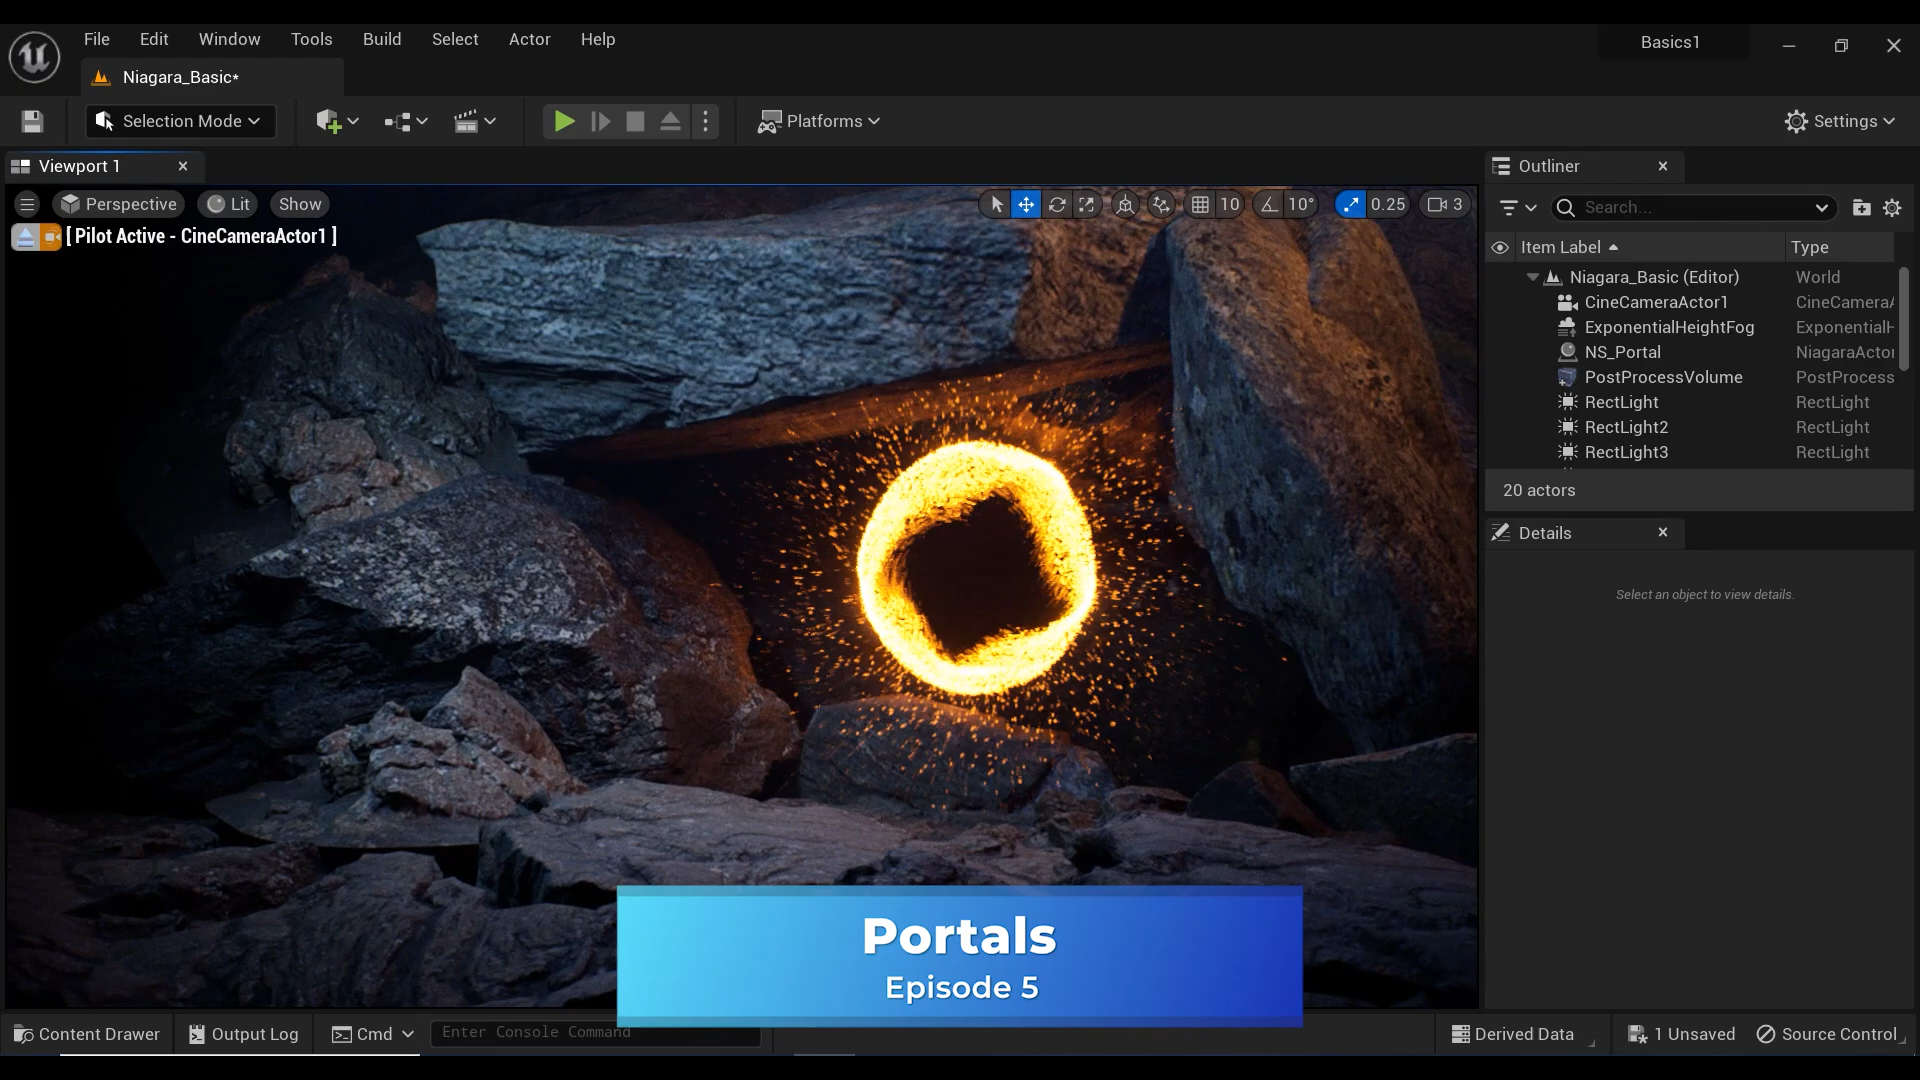 File Edit Window Tools Build Select Actor Help
Basics1
Niagara_Basic*
Selection Mode
Platforms
Settings
Viewport 1
Outliner
Perspective Lit Show
10 10° 0.25 3
Search...
[ Pilot Active - CineCameraActor1 ]
Item Label Type
Niagara_Basic (Editor) World
CineCameraActor1 CineCameraA
ExponentialHeightFog ExponentialH
NS_Portal NiagaraActor
PostProcessVolume PostProcess
RectLight RectLight
RectLight2 RectLight
RectLight3 RectLight
20 actors
Details
Select an object to view details.
Portals
Episode 5
Content Drawer Output Log Cmd Enter Console Command Derived Data 1 Unsaved Source Control